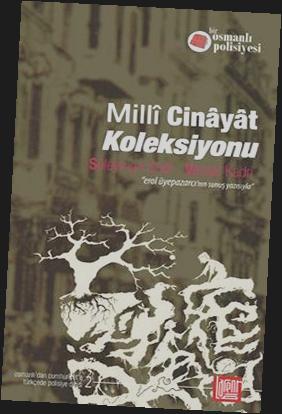 bir
osmanlı
polisiyesi
Millî Cinâyât
Koleksiyonu
"erol üyepazarcı'nın sunuş yazısıyla"
osmanlı'dan cumhuriyet'e
türkçede polisiye dizisi 2